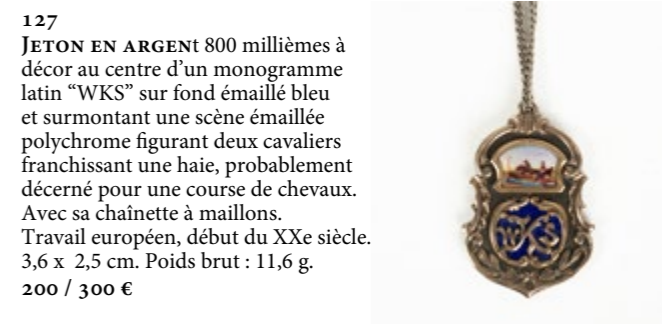 127
JETON EN ARGENt 800 millièmes à
décor au centre d’un monogramme
latin “WKS” sur fond émaillé bleu
et surmontant une scène émaillée
polychrome figurant deux cavaliers
franchissant une haie, probablement
décerné pour une course de chevaux.
Avec sa chaînette à maillons.
Travail européen, début du XXe siècle.
3,6 x 2,5 cm. Poids brut : 11,6 g.
200 / 300 €
WKS